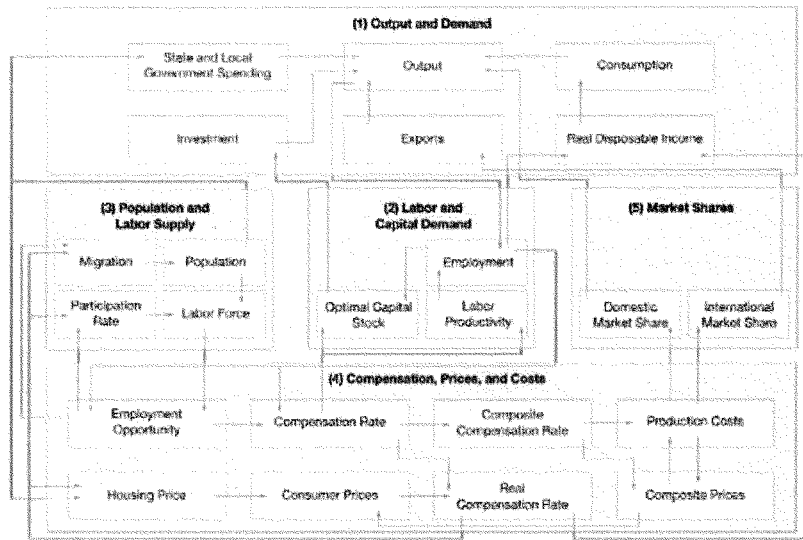 (1) Output and Demand
State and Local
Government Spending
Output
Consumption
Investment
Exports
Real Disposable Income
(3) Population and
Labor Supply
(2) Labor and
Capital Demand
(5) Market Shares
Migration
Population
Employment
Participation
Rate
Labor Force
Optimal Capital
Stock
Labor
Productivity
Domestic
Market Share
International
Market Share
(4) Compensation, Prices, and Costs
Employment
Opportunity
Compensation Rate
Composite
Compensation Rate
Production Costs
Housing Price
Consumer Prices
Real
Compensation Rate
Composite Prices